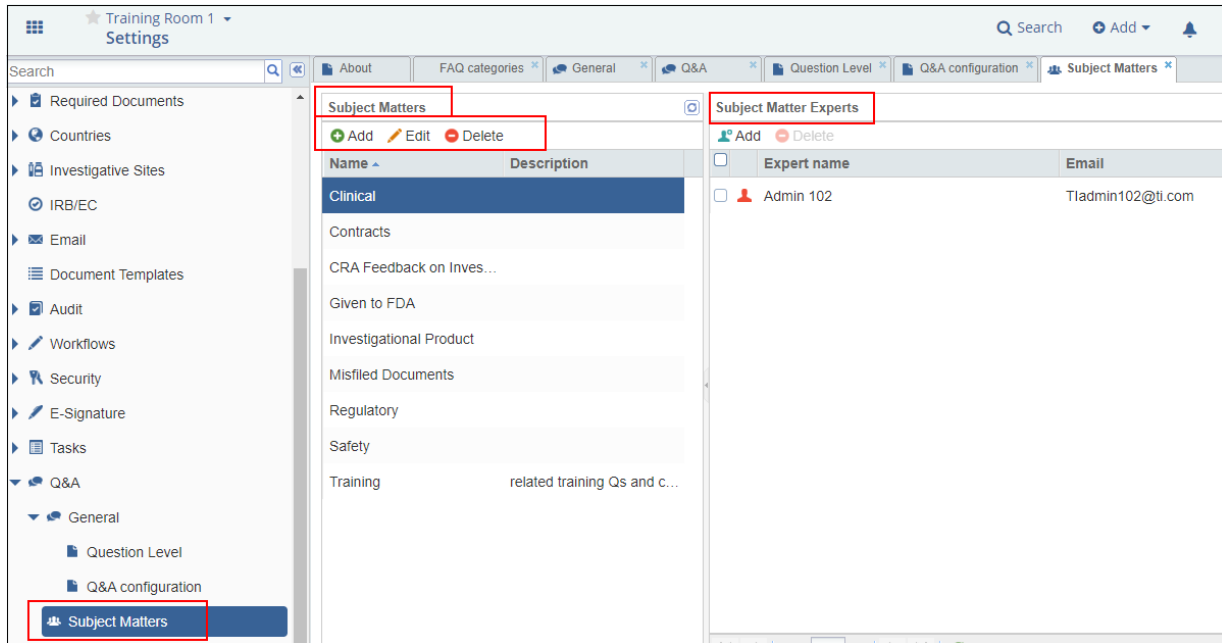 Training Room 1
Settings
Search
Add
Search
About
FAQ categories
General
Q&A
Question Level
Q&A configuration
Subject Matters
Required Documents
Countries
Investigative Sites
IRB/EC
Email
Document Templates
Audit
Workflows
Security
E-Signature
Tasks
Q&A
General
Question Level
Q&A configuration
Subject Matters
Subject Matters
Add Edit Delete
Name Description
Clinical
Contracts
CRA Feedback on Inves...
Given to FDA
Investigational Product
Misfiled Documents
Regulatory
Safety
Training related training Qs and c...
Subject Matter Experts
Add Delete
Expert name Email
Admin 102 TIadmin102@ti.com